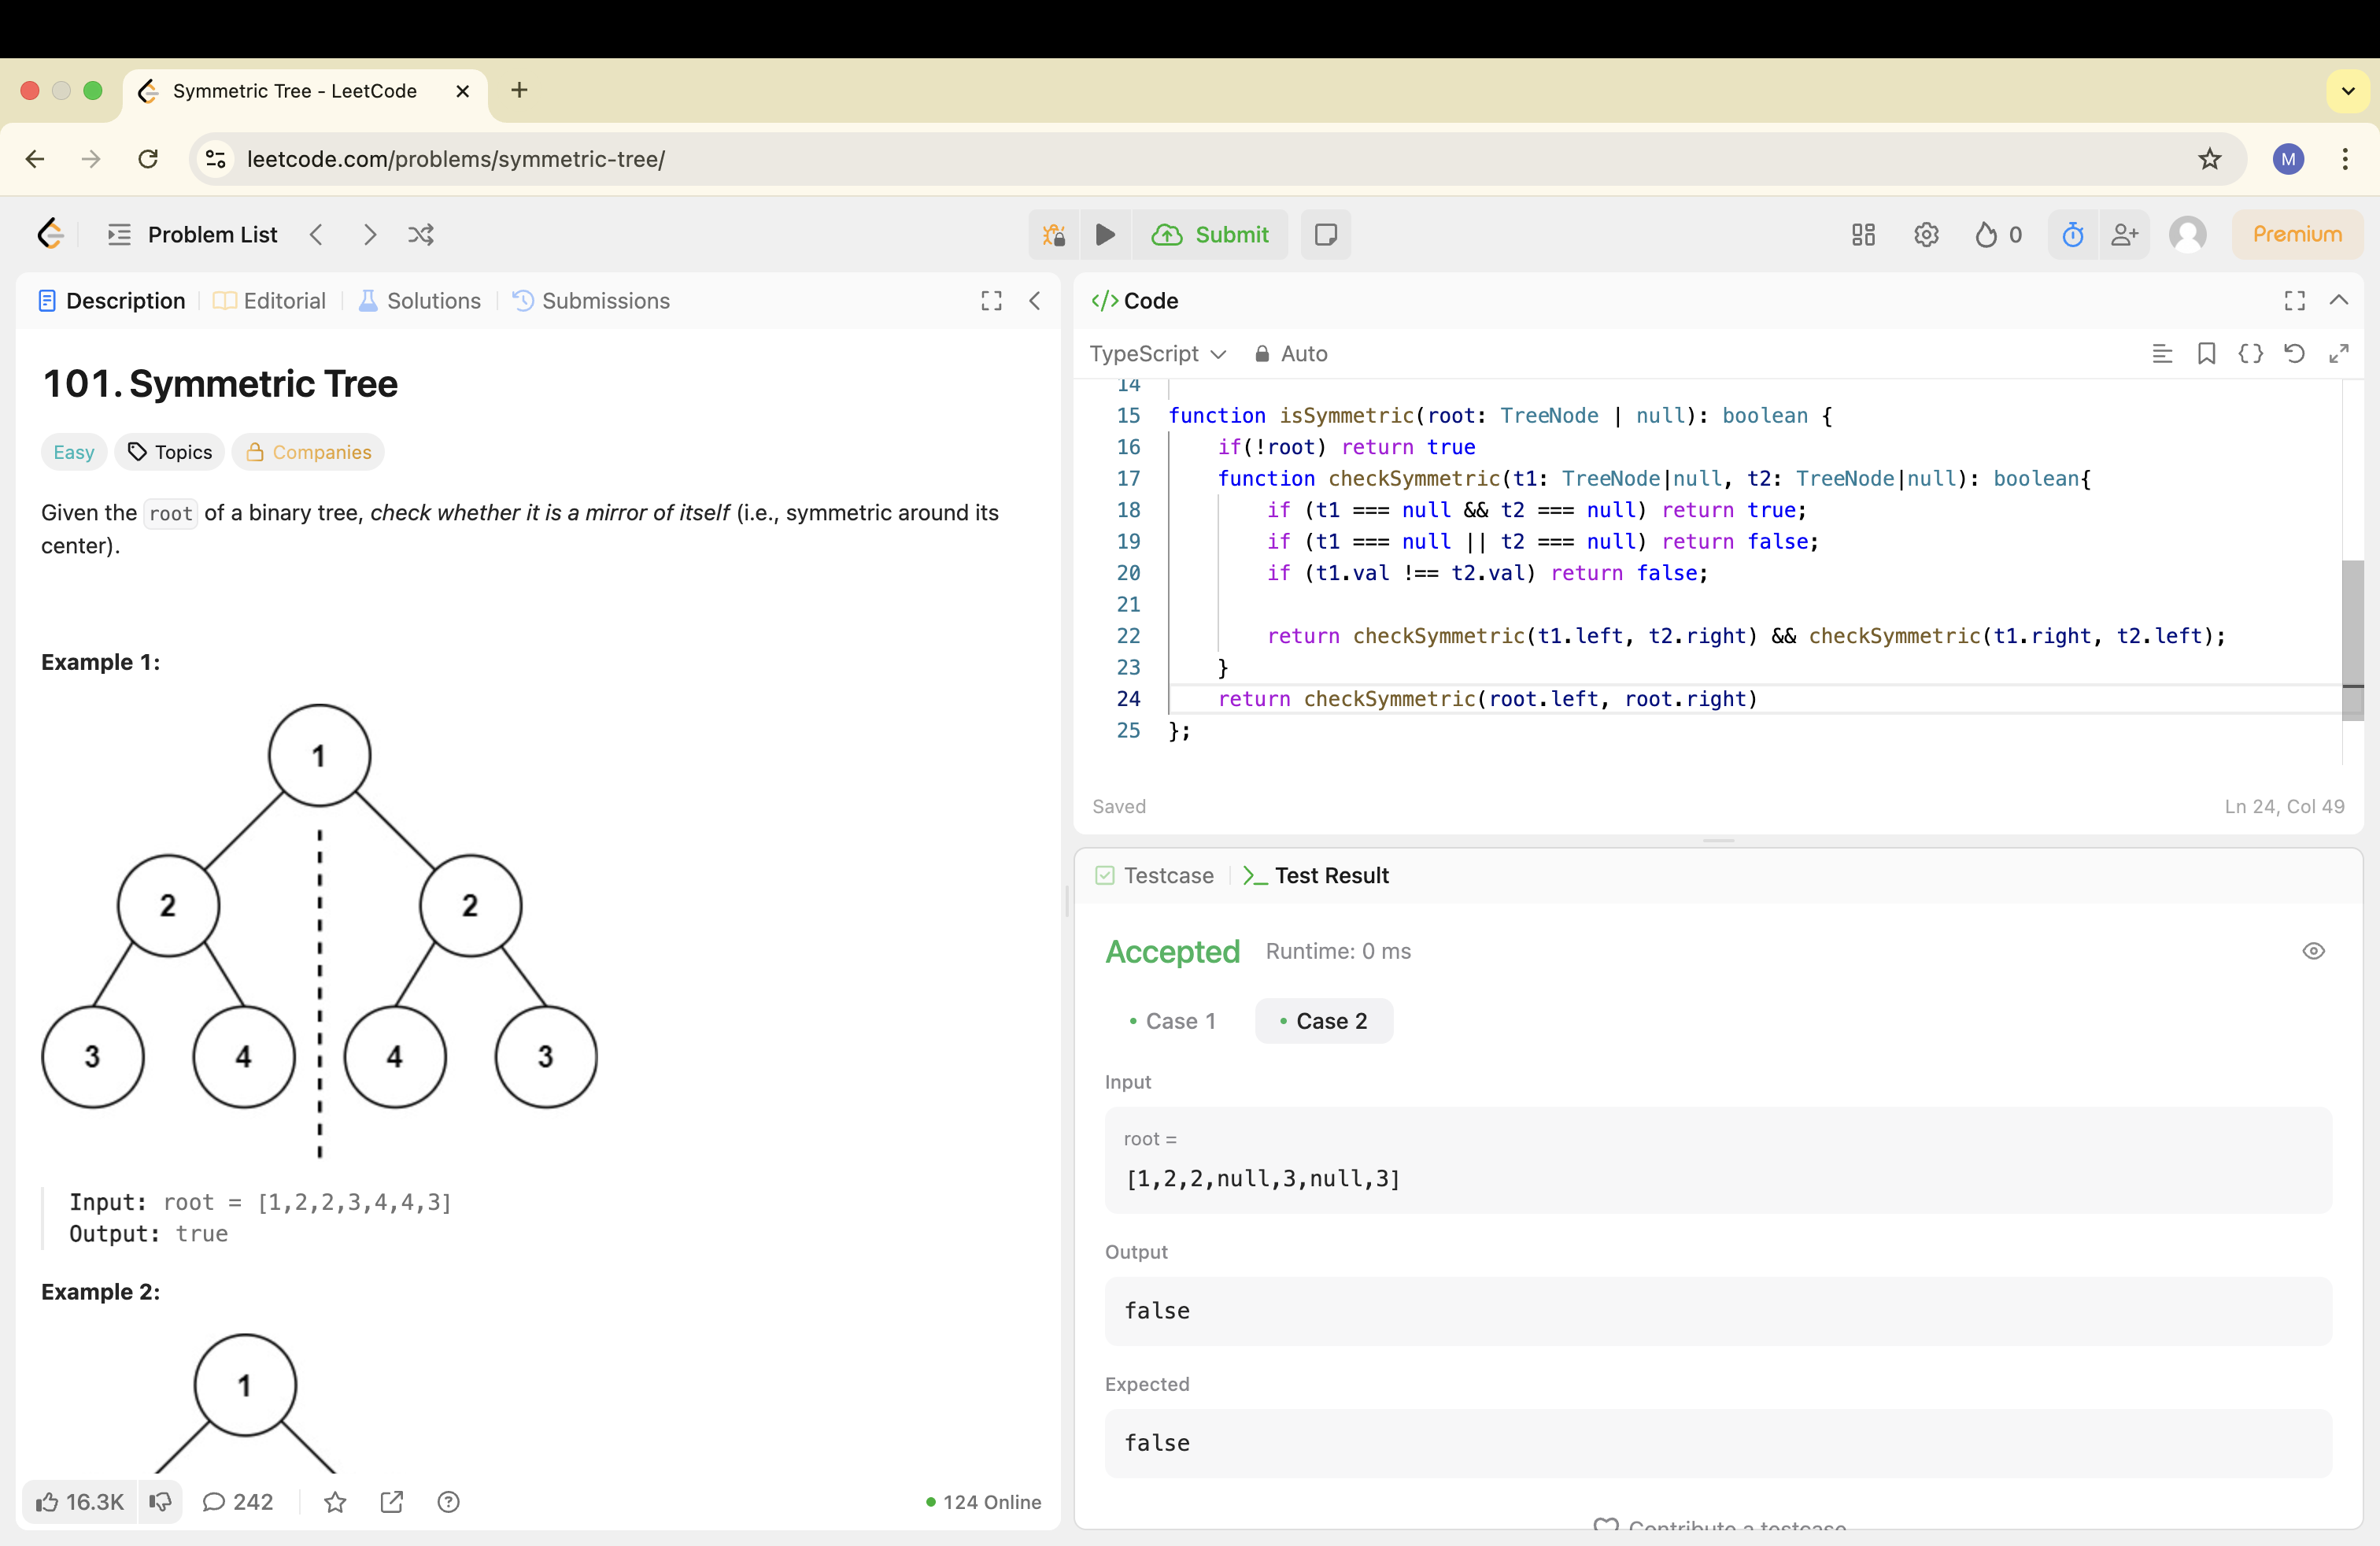 Symmetric Tree - LeetCode
leetcode.com/problems/symmetric-tree/
M
Problem List
Submit
0
Premium
Description
Editorial
Solutions
Submissions
101. Symmetric Tree
Easy
Topics
Companies
Given the root of a binary tree, check whether it is a mirror of itself (i.e., symmetric around its
center).
Example 1:
1
2
2
3
4
4
3
Input: root = [1,2,2,3,4,4,3]
Output: true
Example 2:
1
16.3K
242
124 Online
Code
TypeScript
Auto
14
15 function isSymmetric(root: TreeNode | null): boolean {
16 if(!root) return true
17 function checkSymmetric(t1: TreeNode|null, t2: TreeNode|null): boolean{
18 if (t1 === null && t2 === null) return true;
19 if (t1 === null || t2 === null) return false;
20 if (t1.val !== t2.val) return false;
21
22 return checkSymmetric(t1.left, t2.right) && checkSymmetric(t1.right, t2.left);
23 }
24 return checkSymmetric(root.left, root.right)
25 };
Saved
Ln 24, Col 49
Testcase
Test Result
Accepted
Runtime: 0 ms
Case 1
Case 2
Input
root =
[1,2,2,null,3,null,3]
Output
false
Expected
false
Contribute a testcase